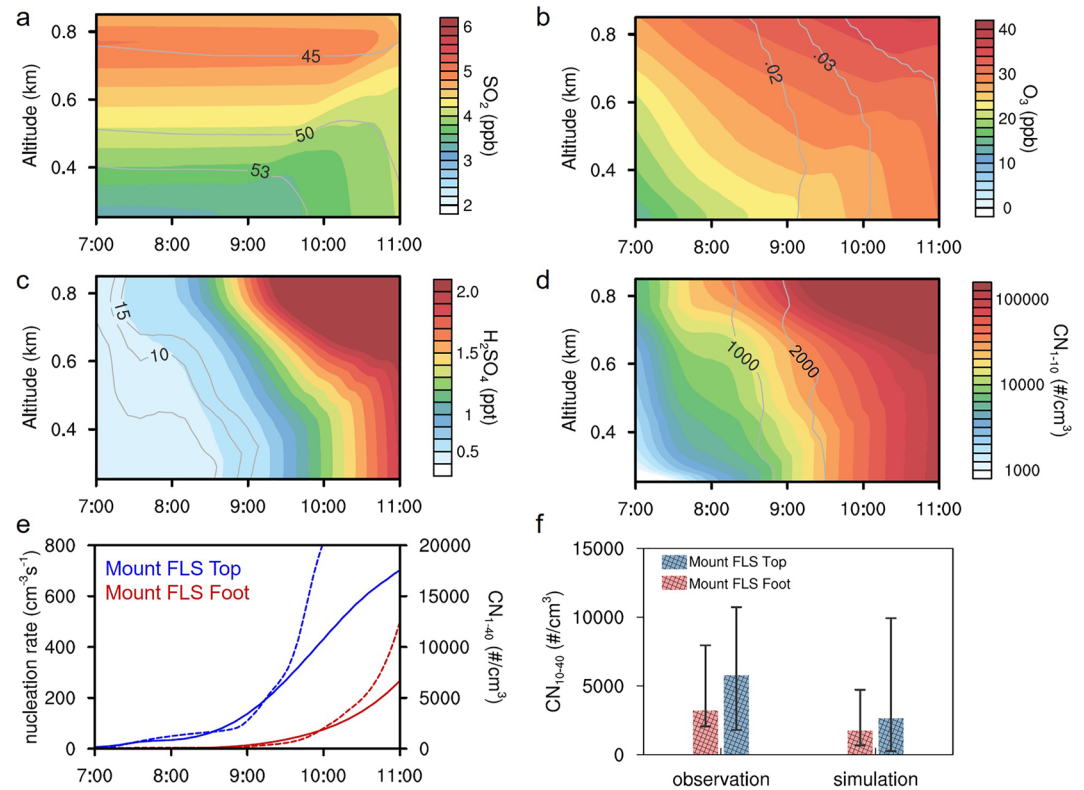 a
Altitude (km)
0.8
0.6
0.4
45
50
53
7:00 8:00 9:00 10:00 11:00
6
5
4
3
2
SO2 (ppb)
b
Altitude (km)
0.8
0.6
0.4
.02
.03
7:00 8:00 9:00 10:00 11:00
40
30
20
10
0
O3 (ppb)
c
Altitude (km)
0.8
0.6
0.4
15
10
7:00 8:00 9:00 10:00 11:00
2.0
1.5
1
0.5
H2SO4 (ppt)
d
Altitude (km)
0.8
0.6
0.4
1000
2000
7:00 8:00 9:00 10:00 11:00
100000
10000
1000
CN1-10 (#/cm3)
e
nucleation rate (cm-3s-1)
800
600
400
200
0
Mount FLS Top
Mount FLS Foot
7:00 8:00 9:00 10:00 11:00
20000
15000
10000
5000
0
CN1-40 (#/cm3)
f
CN10-40 (#/cm3)
15000
10000
5000
0
Mount FLS Top
Mount FLS Foot
observation simulation